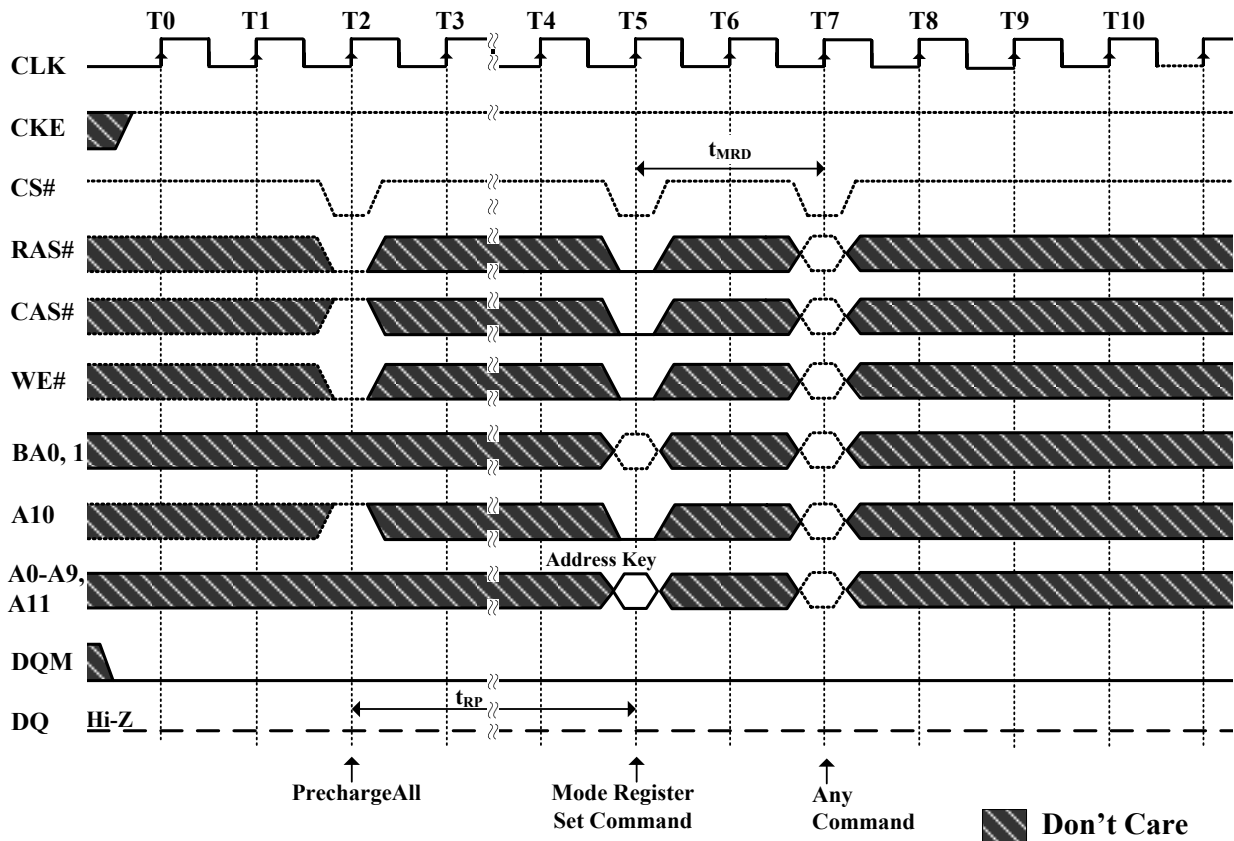 T0 T1 T2 T3 T4 T5 T6 T7 T8 T9 T10
CLK
CKE
tMRD
CS#
RAS#
CAS#
WE#
BA0, 1
A10
Address Key
A0-A9,
A11
DQM
tRP
DQ Hi-Z
PrechargeAll
Mode Register
Set Command
Any
Command
Don't Care